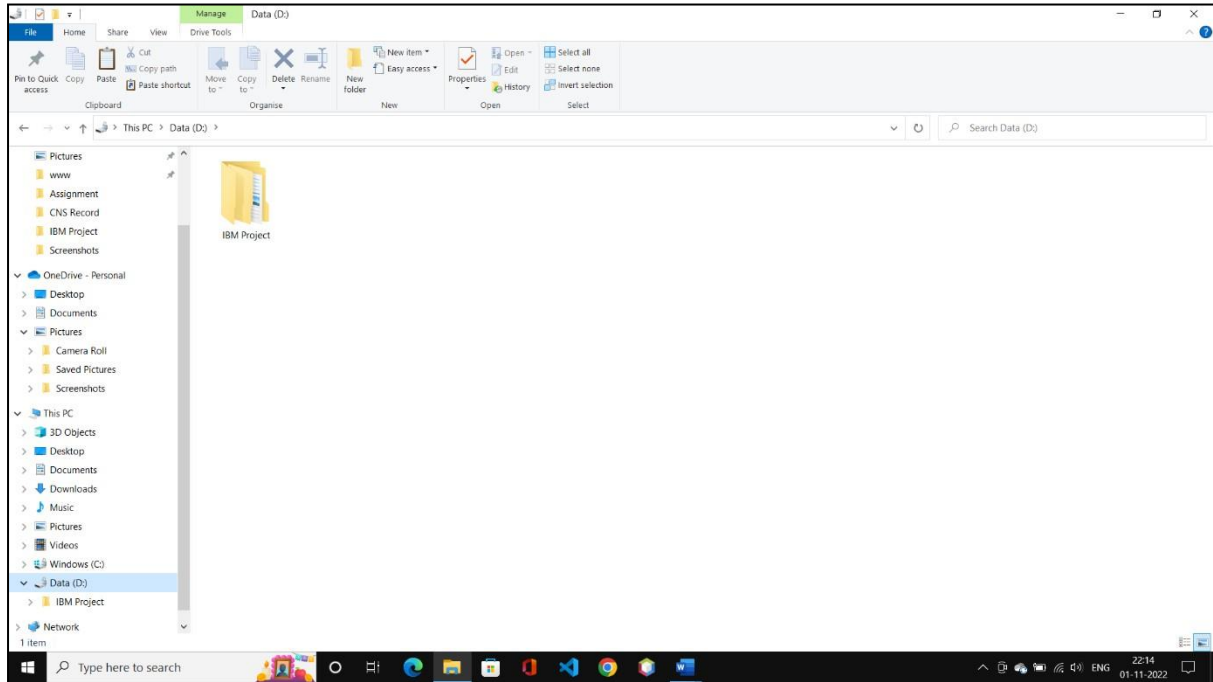 Manage Data (D:)
File Home Share View Drive Tools
Pin to Quick access
Copy
Paste
Cut
Copy path
Paste shortcut
Clipboard
Move to
Copy to
Delete
Rename
Organise
New folder
New item
Easy access
New
Properties
Open
Edit
History
Open
Select all
Select none
Invert selection
Select
This PC > Data (D:) >
Search Data (D:)
Pictures
www
Assignment
CNS Record
IBM Project
Screenshots
OneDrive - Personal
Desktop
Documents
Pictures
Camera Roll
Saved Pictures
Screenshots
This PC
3D Objects
Desktop
Documents
Downloads
Music
Pictures
Videos
Windows (C:)
Data (D:)
IBM Project
Network
IBM Project
1 item
Type here to search
ENG
22:14
01-11-2022